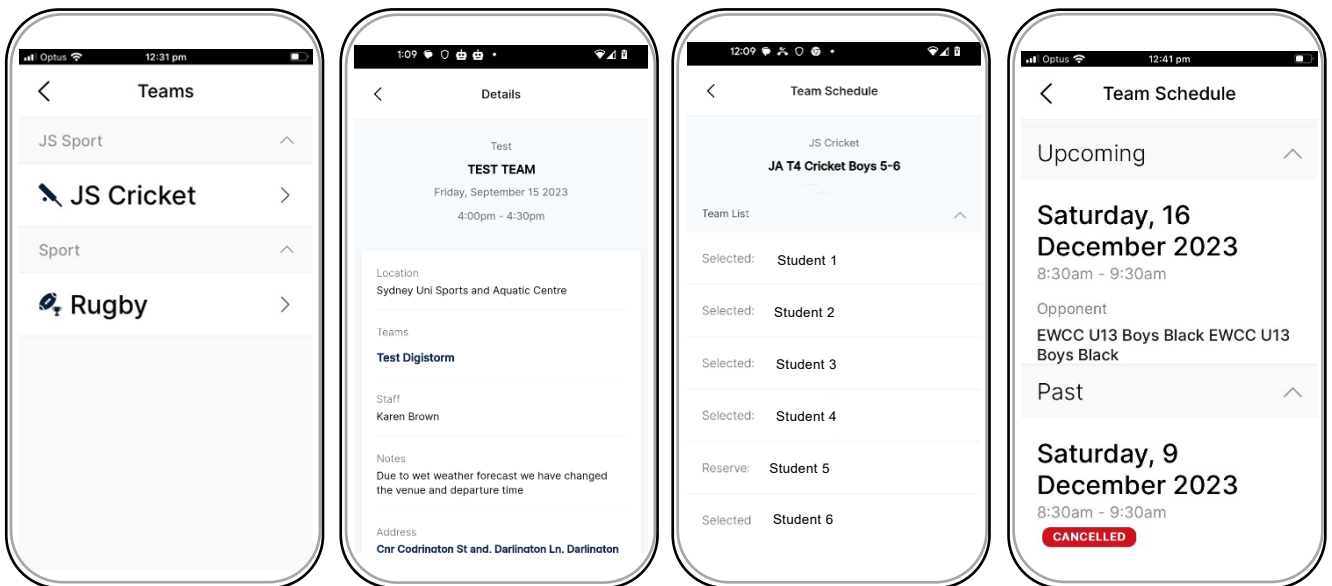 Optus 12:31 pm
Teams
JS Sport
JS Cricket
Sport
Rugby
1:09
Details
Test
TEST TEAM
Friday, September 15 2023
4:00pm - 4:30pm
Location
Sydney Uni Sports and Aquatic Centre
Teams
Test Digistorm
Staff
Karen Brown
Notes
Due to wet weather forecast we have changed
the venue and departure time
Address
Cnr Codrington St and, Darlington Ln, Darlington
12:09
Team Schedule
JS Cricket
JA T4 Cricket Boys 5-6
Team List
Selected: Student 1
Selected: Student 2
Selected: Student 3
Selected: Student 4
Reserve: Student 5
Selected Student 6
Optus 12:41 pm
Team Schedule
Upcoming
Saturday, 16
December 2023
8:30am - 9:30am
Opponent
EWCC U13 Boys Black EWCC U13
Boys Black
Past
Saturday, 9
December 2023
8:30am - 9:30am
CANCELLED